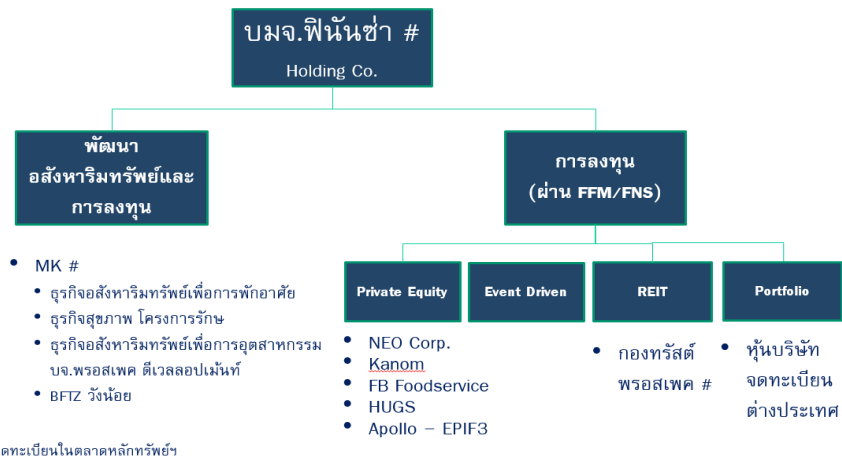 บมจ.ฟินันซ่า #
Holding Co.
พัฒนา
อสังหาริมทรัพย์และ
การลงทุน
การลงทุน
(ผ่าน FFM/FNS)
• MK #
• ธุรกิจอสังหาริมทรัพย์เพื่อการพักอาศัย
• ธุรกิจสุขภาพ โครงการรักษ
• ธุรกิจอสังหาริมทรัพย์เพื่อการอุตสาหกรรม
บจ.พรอสเพค ดีเวลลอปเม้นท์
• BFTZ วังน้อย
Private Equity
• NEO Corp.
• Kanom
• FB Foodservice
• HUGS
• Apollo – EPIF3
Event Driven
REIT
• กองทรัสต์
พรอสเพค #
Portfolio
• หุ้นบริษัท
จดทะเบียน
ต่างประเทศ
ดทะเบียนในตลาดหลักทรัพย์ฯ